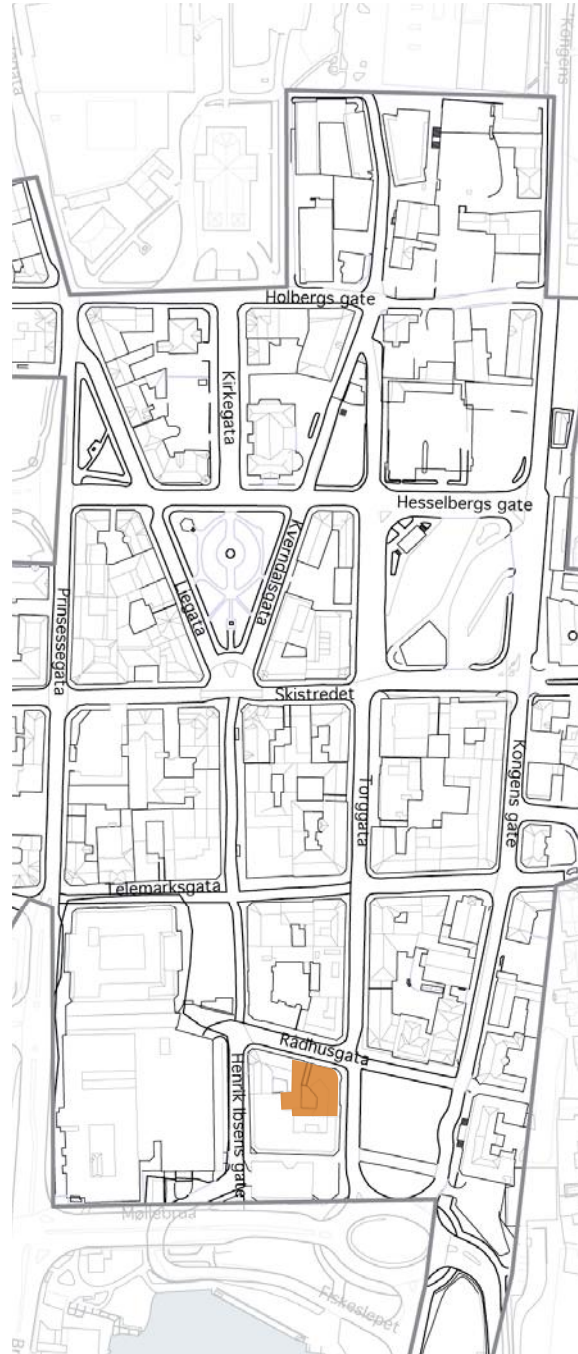 Kongens
Holbergs gate
Kirkegata
Hesselbergs gate
Kverndalsgata
Liegata
Prinsessegata
Skistredet
Torggata
Kongens gate
Telemarksgata
Rådhusgata
Henrik Ibsens gate
Møllebrua
Fiskeslepet